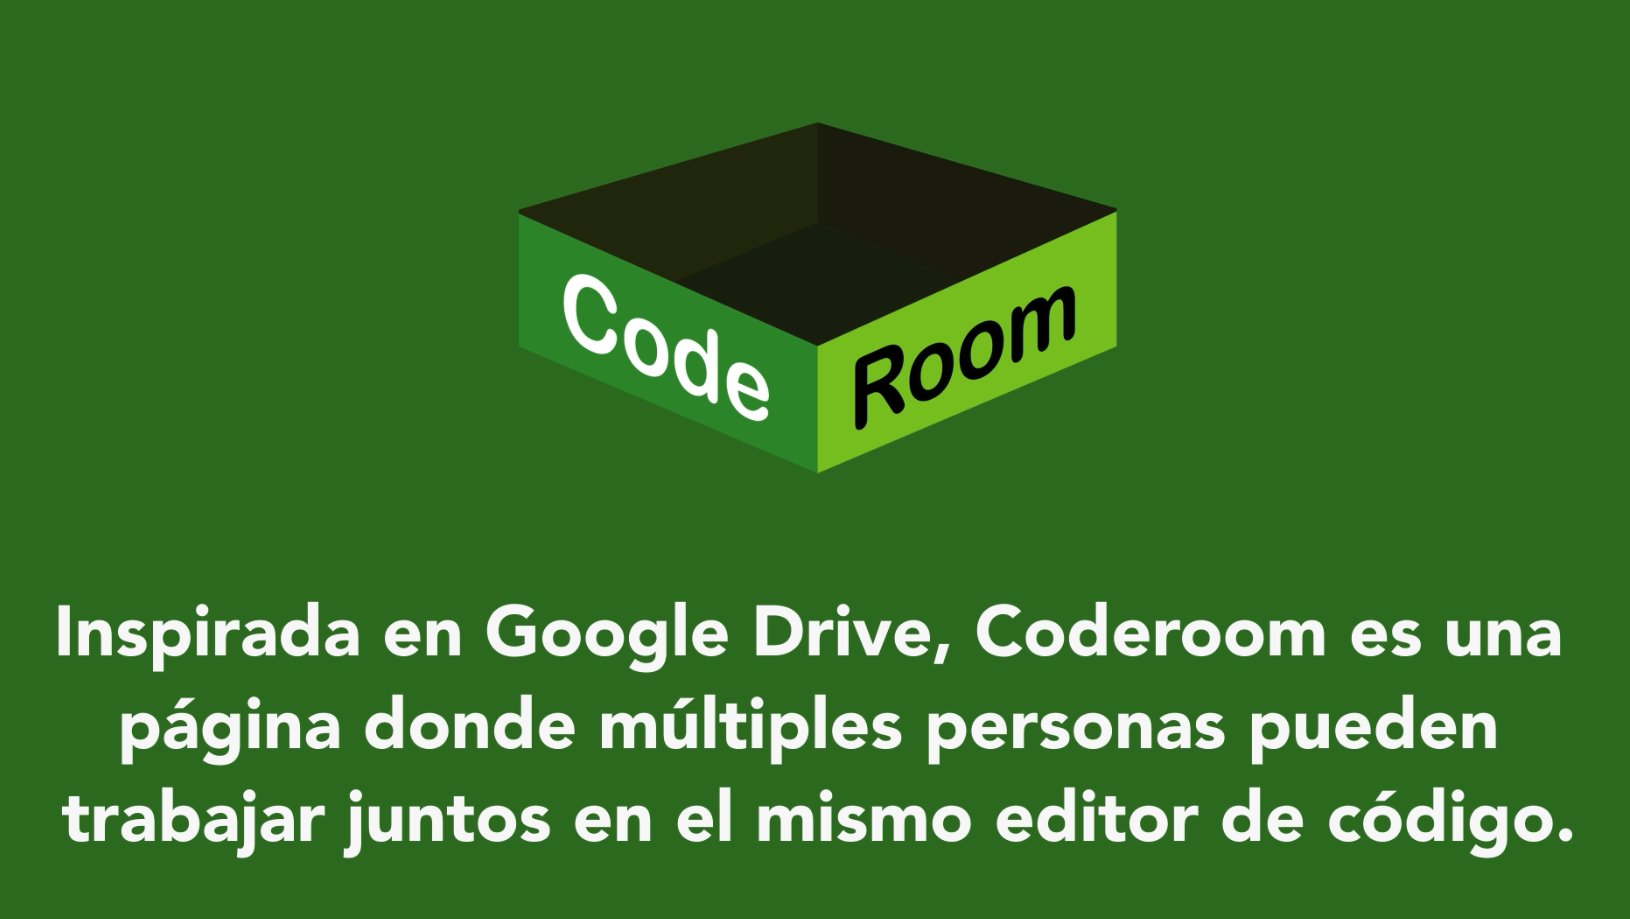 Code Room
Inspirada en Google Drive, Coderoom es una
página donde múltiples personas pueden
trabajar juntos en el mismo editor de código.